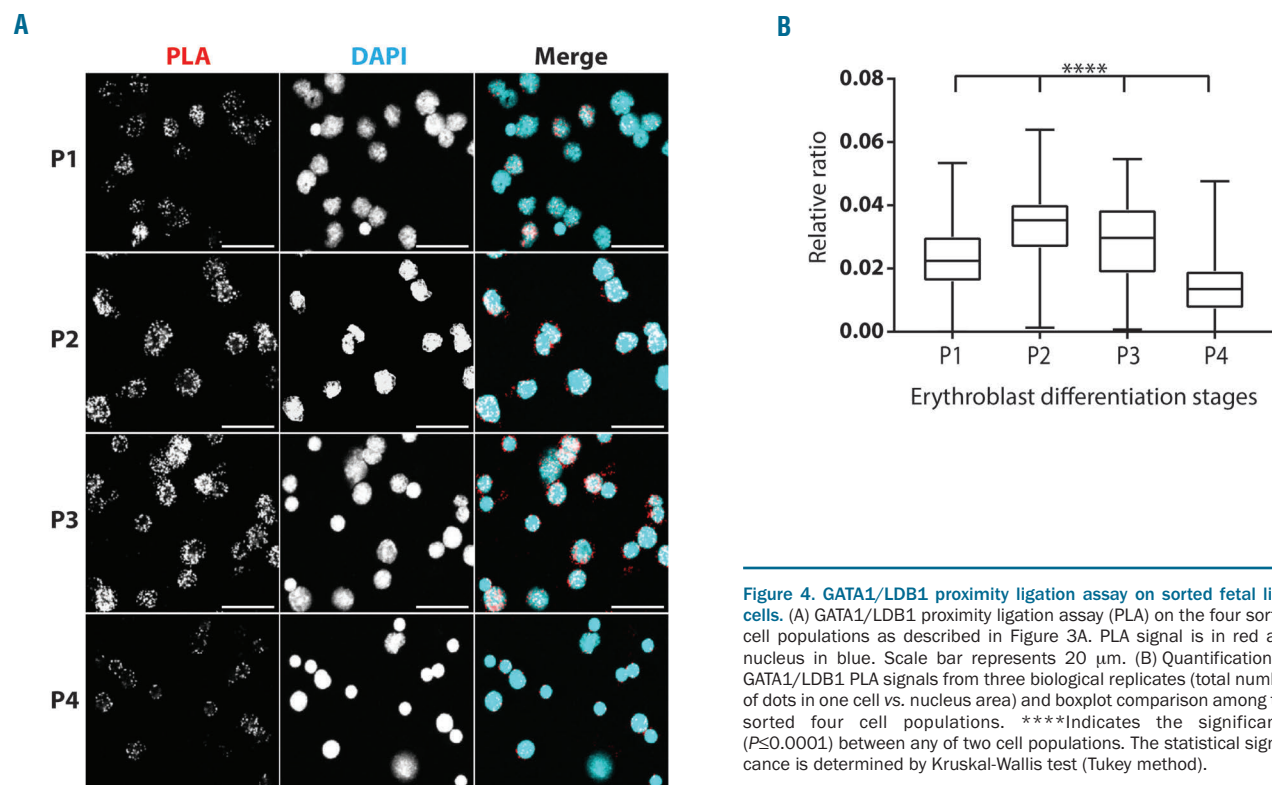 A
PLA DAPI Merge
P1
P2
P3
P4
B
****
0.08
0.06
0.04
0.02
0.00
Relative ratio
P1 P2 P3 P4
Erythroblast differentiation stages
Figure 4. GATA1/LDB1 proximity ligation assay on sorted fetal
cells. (A) GATA1/LDB1 proximity ligation assay (PLA) on the four
cell populations as described in Figure 3A. PLA signal is in red
nucleus in blue. Scale bar represents 20 μm. (B) Quantification
GATA1/LDB1 PLA signals from three biological replicates (total
of dots in one cell vs. nucleus area) and boxplot comparison among
sorted four cell populations. ****Indicates the
(P≤0.0001) between any of two cell populations. The statistical
cance is determined by Kruskal-Wallis test (Tukey method).